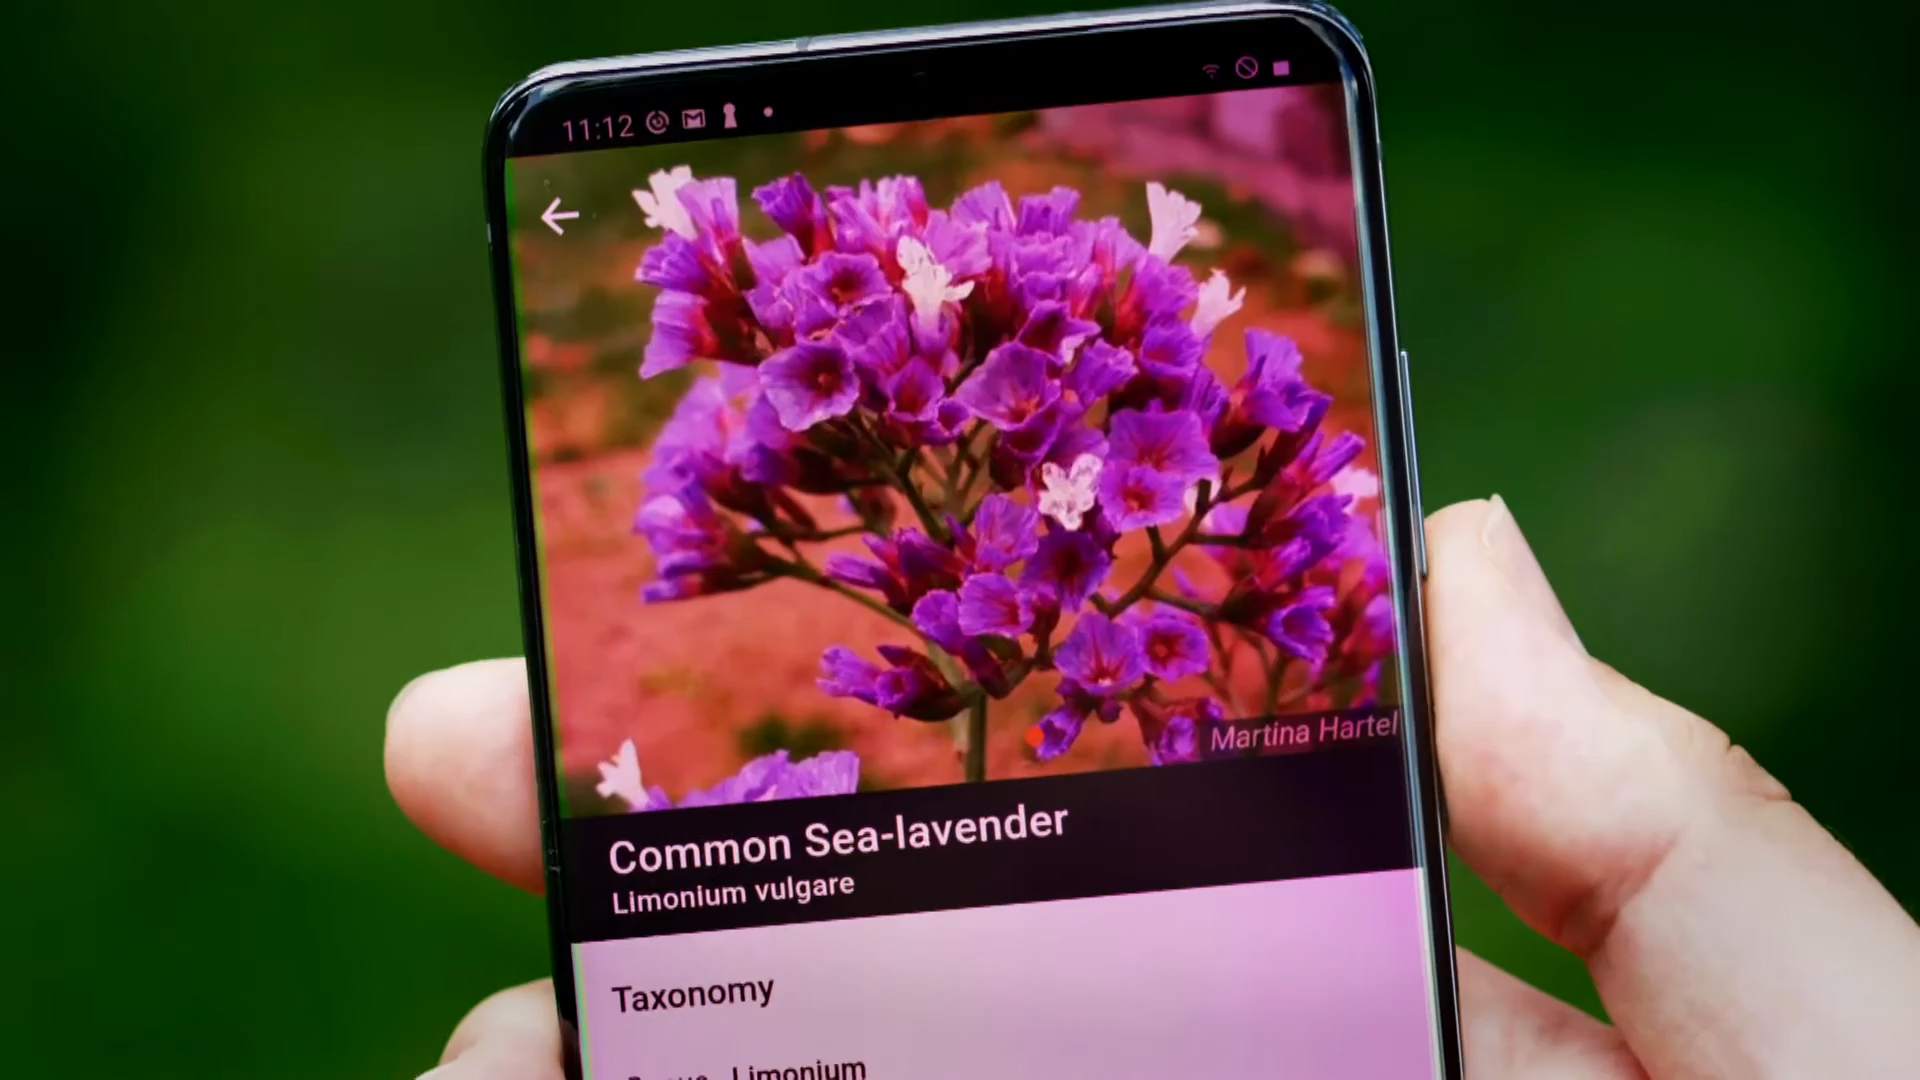 11:12
Martina Hartel
Common Sea-lavender
Limonium vulgare
Taxonomy
Limonium